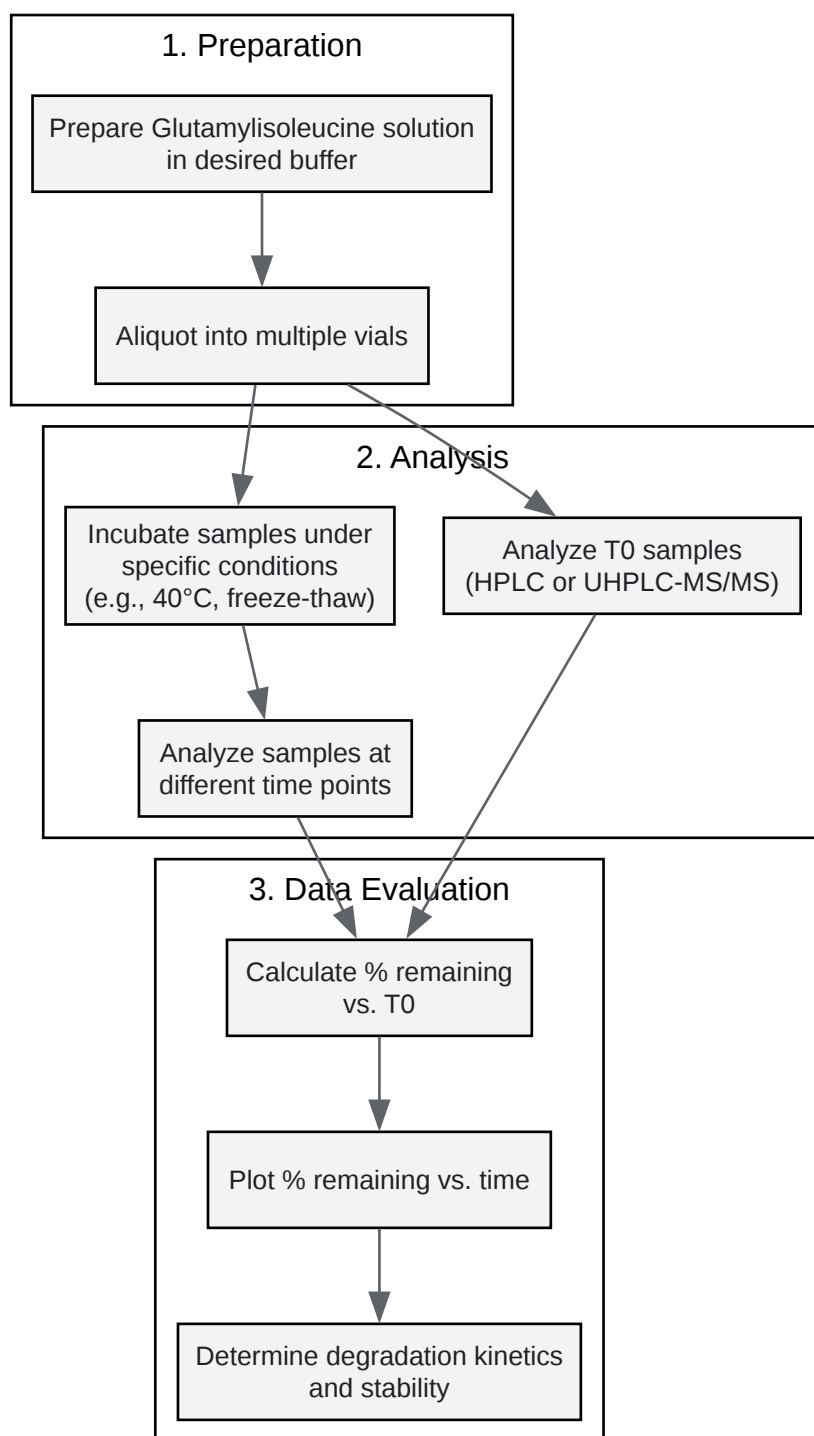 1. Preparation
Prepare Glutamylisoleucine solution
in desired buffer
Aliquot into multiple vials
2. Analysis
Incubate samples under
specific conditions
(e.g., 40°C, freeze-thaw)
Analyze T0 samples
(HPLC or UHPLC-MS/MS)
Analyze samples at
different time points
3. Data Evaluation
Calculate % remaining
vs. T0
Plot % remaining vs. time
Determine degradation kinetics
and stability